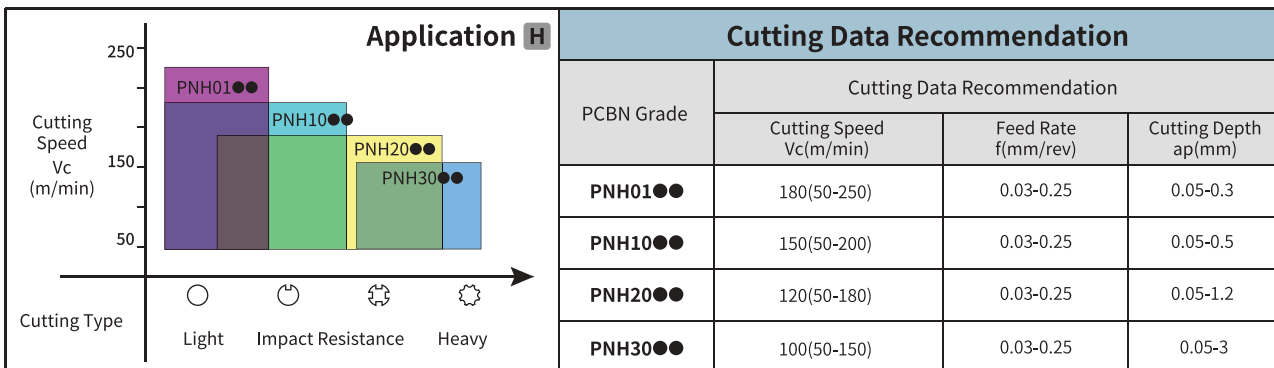 Application H
250
PNH01●●
PNH10●●
Cutting
Speed
Vc
(m/min)
PNH20●●
150
PNH30●●
50
Cutting Type
Light Impact Resistance Heavy
Cutting Data Recommendation
PCBN Grade
Cutting Data Recommendation
Cutting Speed
Vc(m/min)
Feed Rate
f(mm/rev)
Cutting Depth
ap(mm)
PNH01●● 180(50-250) 0.03-0.25 0.05-0.3
PNH10●● 150(50-200) 0.03-0.25 0.05-0.5
PNH20●● 120(50-180) 0.03-0.25 0.05-1.2
PNH30●● 100(50-150) 0.03-0.25 0.05-3